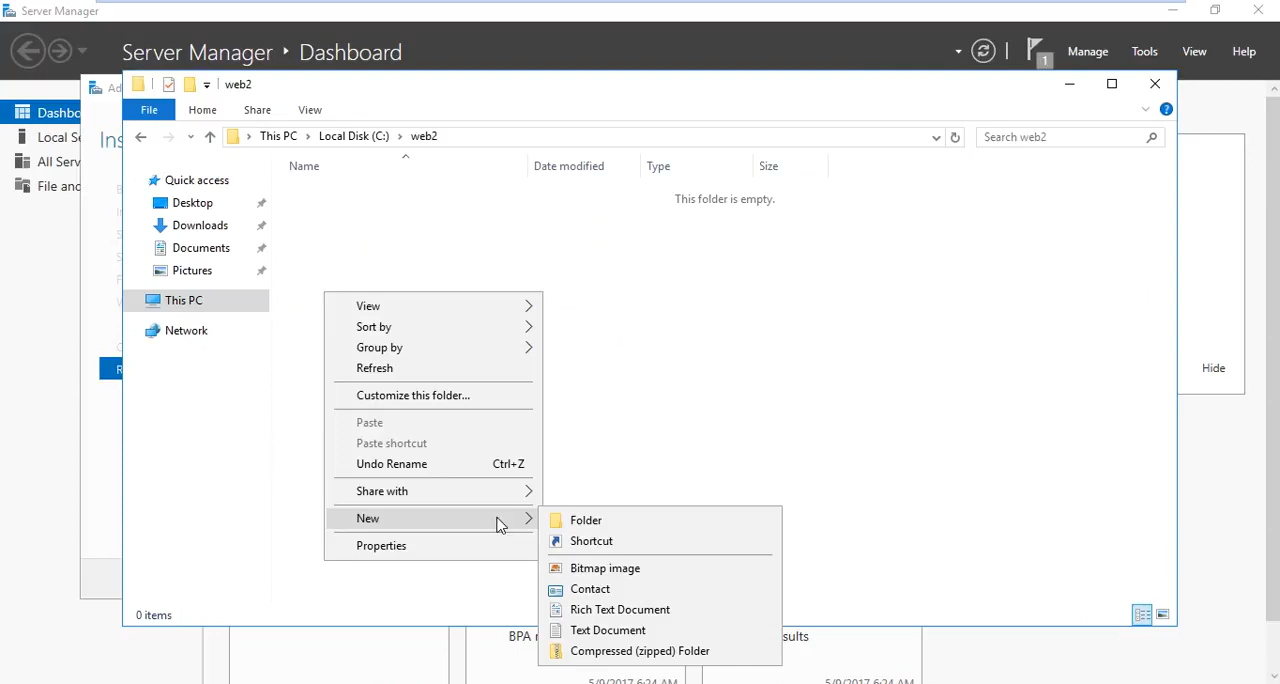 Server Manager
Server Manager ‣ Dashboard
Manage Tools View Help
1
Ad
web2
File Home Share View
This PC › Local Disk (C:) › web2
Search web2
Dashbo
Local Se
All Serv
File and
Ins
Name Date modified Type Size
This folder is empty.
Quick access
Desktop
Downloads
Documents
Pictures
This PC
Network
View
Sort by
Group by
Refresh
Customize this folder...
Paste
Paste shortcut
Undo Rename Ctrl+Z
Share with
New
Properties
Folder
Shortcut
Bitmap image
Contact
Rich Text Document
Text Document
Compressed (zipped) Folder
Hide
0 items
BPA
sults
5/9/2017 6:24 AM
5/9/2017 6:24 AM